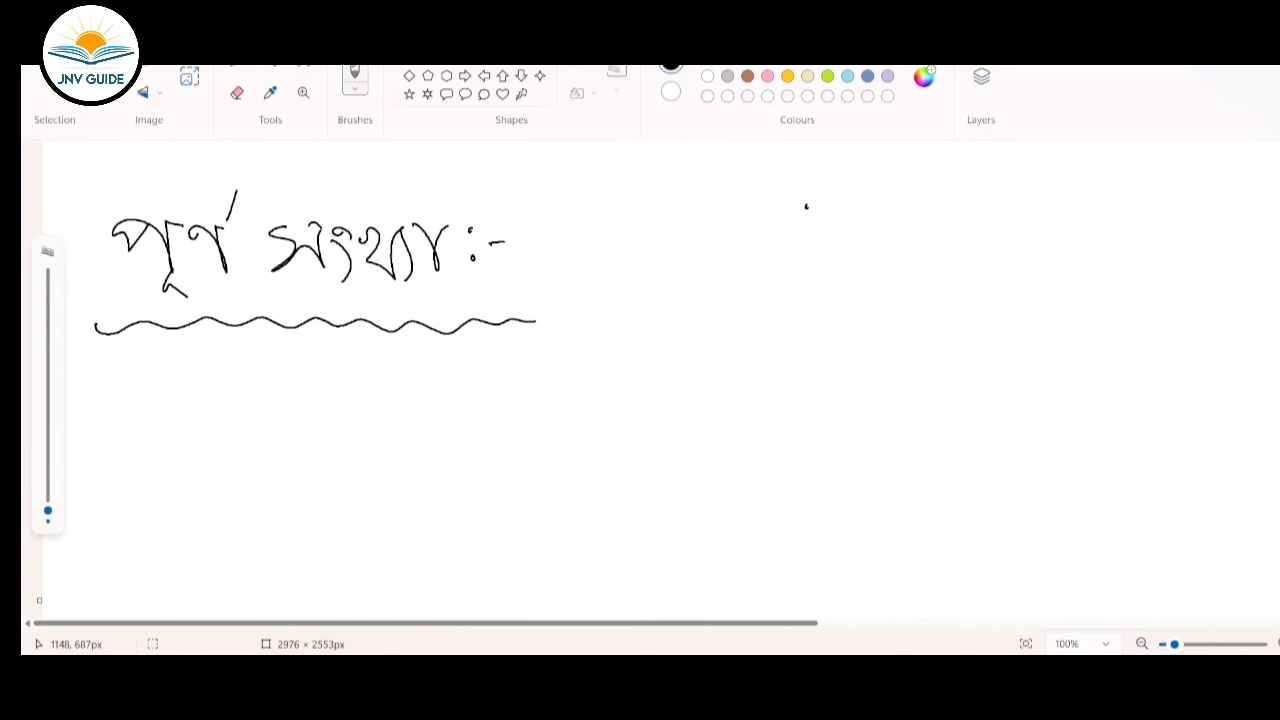 JNV GUIDE
Selection
Image
Tools
Brushes
Shapes
Colours
Layers
পূর্ণ সংখ্যা :-
1148, 687px
2976 × 2553px
100%